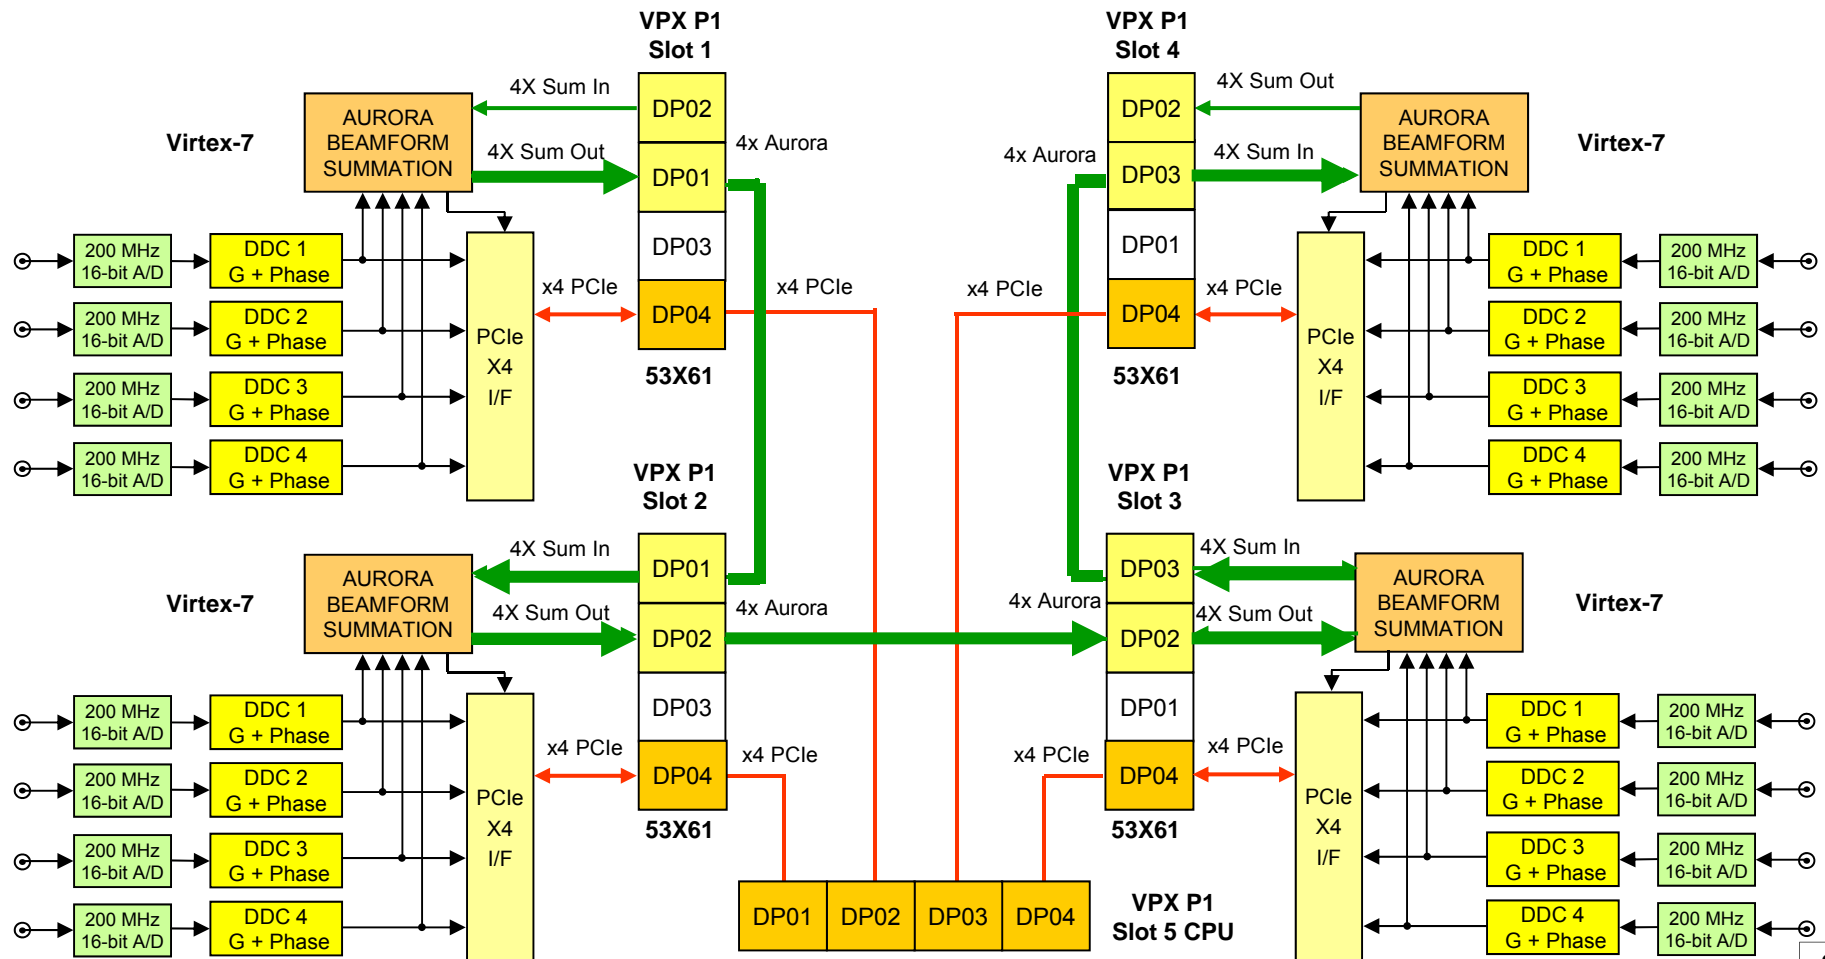 VPX P1
Slot 1
4X Sum In
DP02
AURORA
BEAMFORM
SUMMATION
Virtex-7
4X Sum Out
DP01
4x Aurora
DP03
x4 PCIe
DP04
x4 PCIe
53X61
200 MHz
16-bit A/D
DDC 1
G + Phase
200 MHz
16-bit A/D
DDC 2
G + Phase
200 MHz
16-bit A/D
DDC 3
G + Phase
200 MHz
16-bit A/D
DDC 4
G + Phase
PCIe
X4
I/F
VPX P1
Slot 4
4X Sum Out
DP02
AURORA
BEAMFORM
SUMMATION
Virtex-7
4x Aurora
DP03
4X Sum In
DP01
x4 PCIe
DP04
x4 PCIe
53X61
PCIe
X4
I/F
DDC 1
G + Phase
200 MHz
16-bit A/D
DDC 2
G + Phase
200 MHz
16-bit A/D
DDC 3
G + Phase
200 MHz
16-bit A/D
DDC 4
G + Phase
200 MHz
16-bit A/D
VPX P1
Slot 2
4X Sum In
DP01
AURORA
BEAMFORM
SUMMATION
Virtex-7
4X Sum Out
DP02
4x Aurora
DP03
x4 PCIe
DP04
x4 PCIe
53X61
200 MHz
16-bit A/D
DDC 1
G + Phase
200 MHz
16-bit A/D
DDC 2
G + Phase
200 MHz
16-bit A/D
DDC 3
G + Phase
200 MHz
16-bit A/D
DDC 4
G + Phase
PCIe
X4
I/F
VPX P1
Slot 3
4X Sum In
DP03
AURORA
BEAMFORM
SUMMATION
Virtex-7
4x Aurora
DP02
4X Sum Out
DP01
x4 PCIe
DP04
x4 PCIe
53X61
PCIe
X4
I/F
DDC 1
G + Phase
200 MHz
16-bit A/D
DDC 2
G + Phase
200 MHz
16-bit A/D
DDC 3
G + Phase
200 MHz
16-bit A/D
DDC 4
G + Phase
200 MHz
16-bit A/D
DP01
DP02
DP03
DP04
VPX P1
Slot 5 CPU